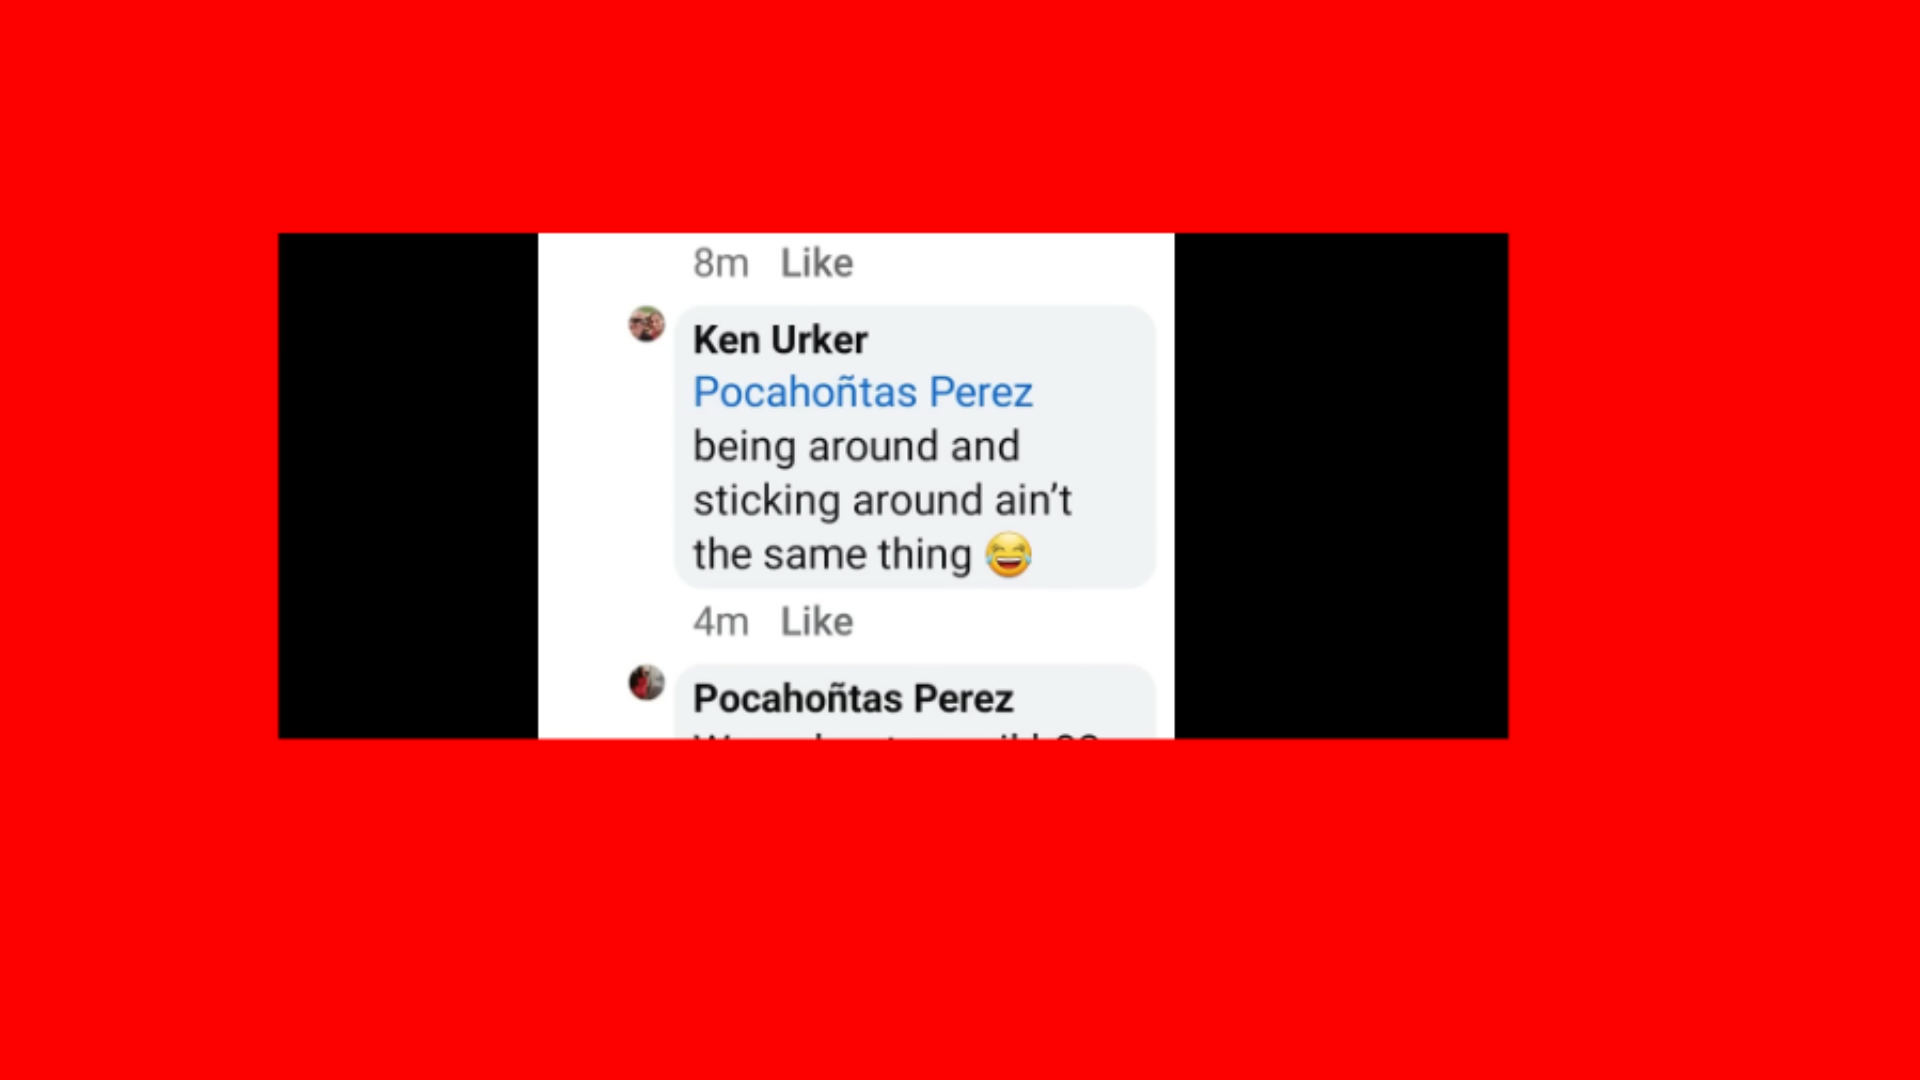 8m Like
Ken Urker
Pocahoñtas Perez
being around and
sticking around ain’t
the same thing 😂
4m Like
Pocahoñtas Perez